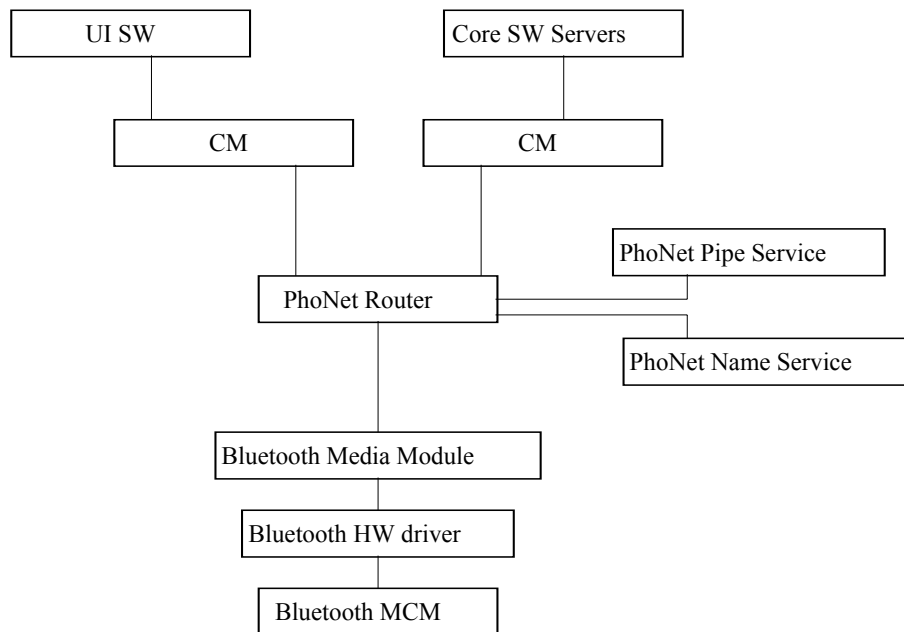 UI SW
Core SW Servers
CM
CM
PhoNet Pipe Service
PhoNet Router
PhoNet Name Service
Bluetooth Media Module
Bluetooth HW driver
Bluetooth MCM